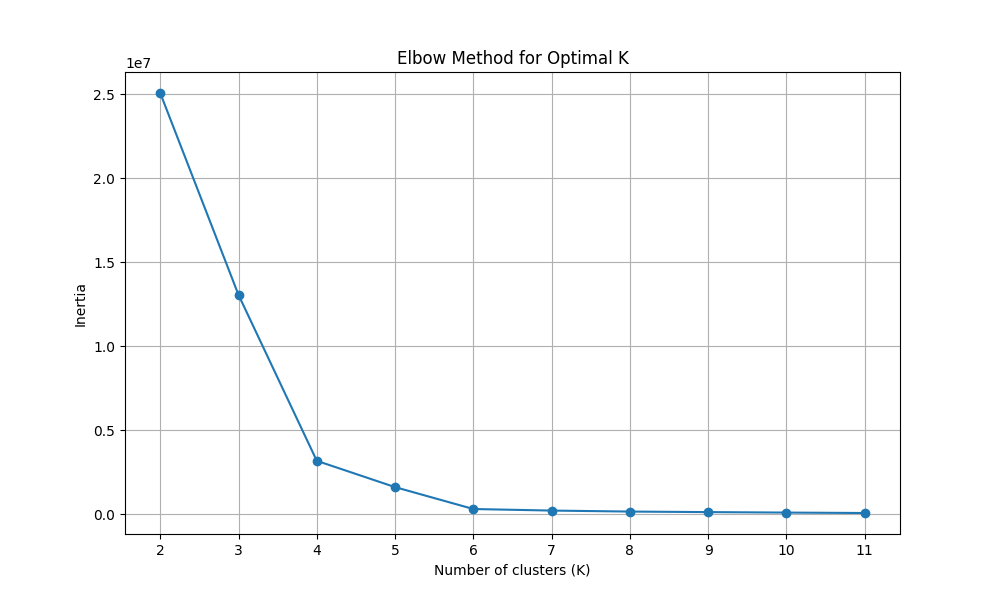 Elbow Method for Optimal K
1e7
2.5
2.0
1.5
1.0
0.5
0.0
Inertia
2 3 4 5 6 7 8 9 10 11
Number of clusters (K)